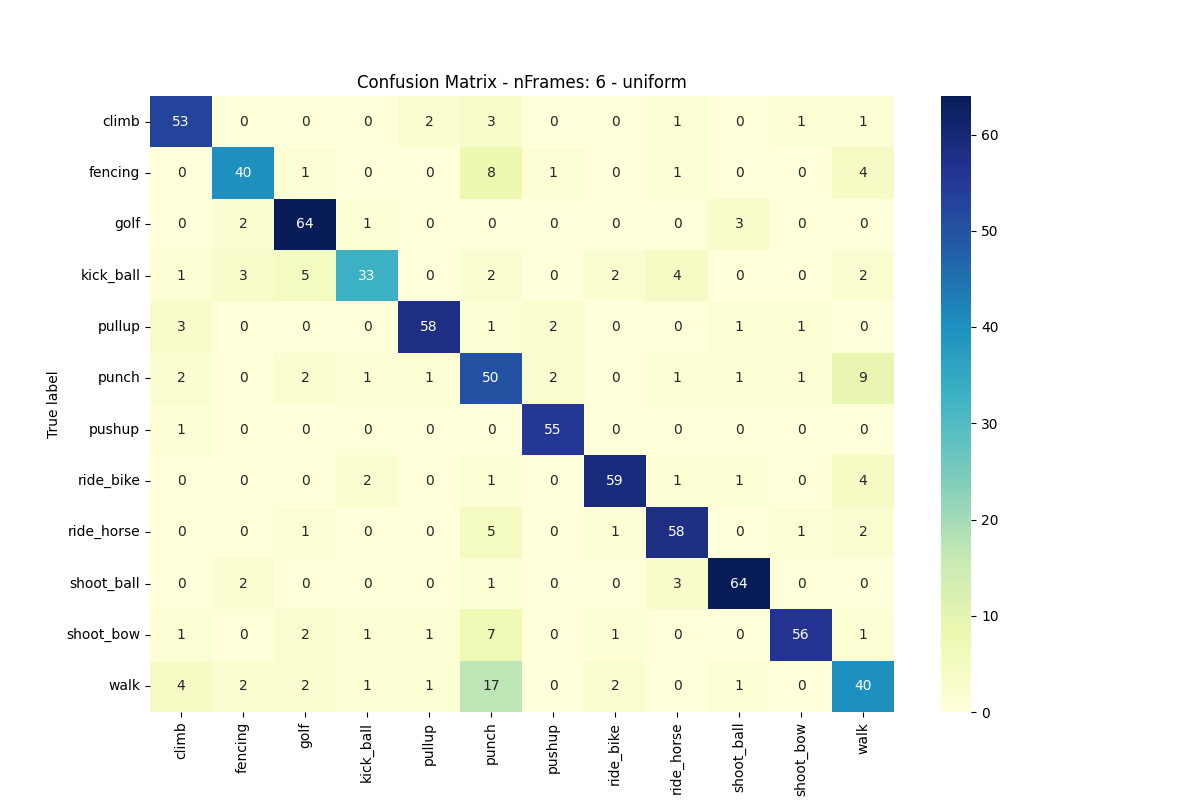 Confusion Matrix - nFrames: 6 - uniform
climb 53 0 0 0 2 3 0 0 1 0 1 1
fencing 0 40 1 0 0 8 1 0 1 0 0 4
golf 0 2 64 1 0 0 0 0 0 3 0 0
kick_ball 1 3 5 33 0 2 0 2 4 0 0 2
pullup 3 0 0 0 58 1 2 0 0 1 1 0
punch 2 0 2 1 1 50 2 0 1 1 1 9
pushup 1 0 0 0 0 0 55 0 0 0 0 0
ride_bike 0 0 0 2 0 1 0 59 1 1 0 4
ride_horse 0 0 1 0 0 5 0 1 58 0 1 2
shoot_ball 0 2 0 0 0 1 0 0 3 64 0 0
shoot_bow 1 0 2 1 1 7 0 1 0 0 56 1
walk 4 2 2 1 1 17 0 2 0 1 0 40
True label
climb fencing golf kick_ball pullup punch pushup ride_bike ride_horse shoot_ball shoot_bow walk
60
50
40
30
20
10
0